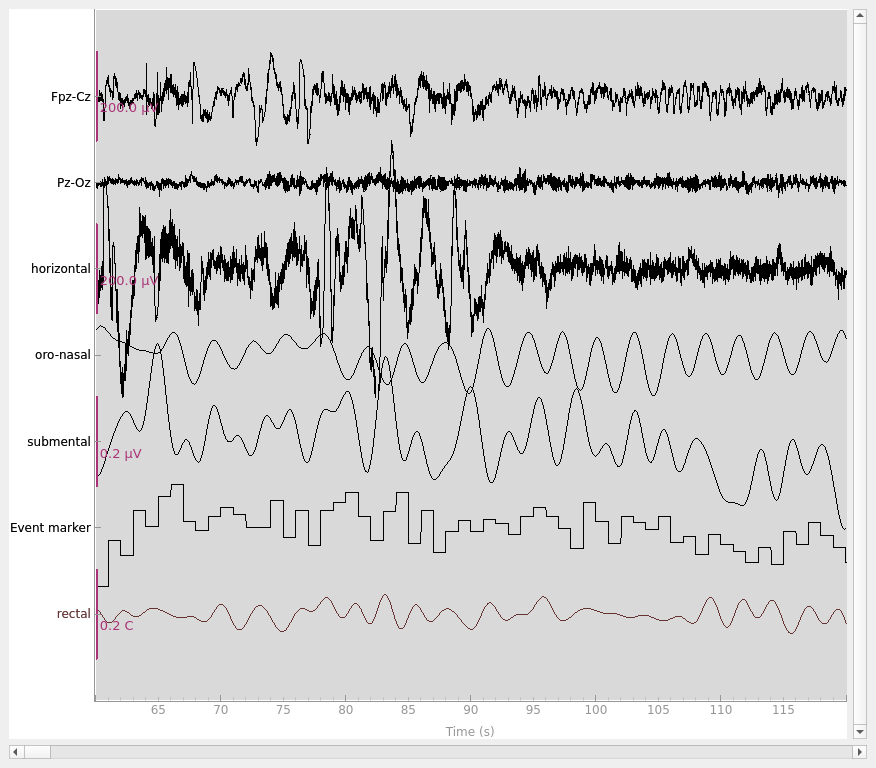 Fpz-Cz
200.0 µV
Pz-Oz
horizontal
200.0 µV
oro-nasal
submental
0.2 µV
Event marker
rectal
0.2 C
65 70 75 80 85 90 95 100 105 110 115
Time (s)